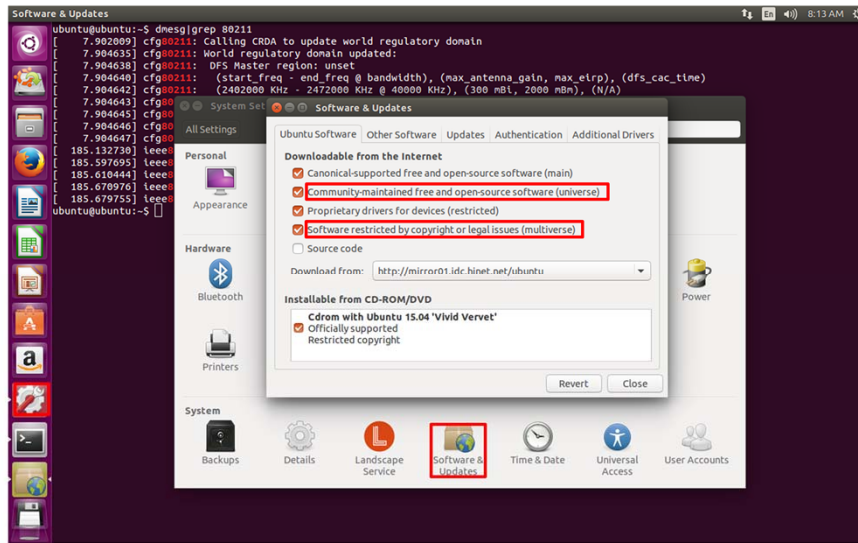 Software & Updates
En
8:13 AM
ubuntu@ubuntu:~$ dmesg|grep 80211
[    7.902009] cfg80211: Calling CRDA to update world regulatory domain
[    7.904635] cfg80211: World regulatory domain updated:
[    7.904638] cfg80211:  DFS Master region: unset
[    7.904640] cfg80211:   (start_freq - end_freq @ bandwidth), (max_antenna_gain, max_eirp), (dfs_cac_time)
[    7.904642] cfg80211:   (2402000 KHz - 2472000 KHz @ 40000 KHz), (300 mBi, 2000 mBm), (N/A)
[    7.904643] cfg80
[    7.904645] cfg80
[    7.904646] cfg80
[    7.904647] cfg80
[  185.132730] ieee8
[  185.597695] ieee8
[  185.610444] ieee8
[  185.670976] ieee8
[  185.679755] ieee8
ubuntu@ubuntu:~$
System Set
All Settings
Personal
Appearance
Hardware
Bluetooth
Power
Printers
System
Backups
Details
Landscape
Service
Software &
Updates
Time & Date
Universal
Access
User Accounts
Software & Updates
Ubuntu Software
Other Software
Updates
Authentication
Additional Drivers
Downloadable from the Internet
Canonical-supported free and open-source software (main)
Community-maintained free and open-source software (universe)
Proprietary drivers for devices (restricted)
Software restricted by copyright or legal issues (multiverse)
Source code
Download from:
http://mirror01.idc.hinet.net/ubuntu
Installable from CD-ROM/DVD
Cdrom with Ubuntu 15.04 'Vivid Vervet'
Officially supported
Restricted copyright
Revert
Close